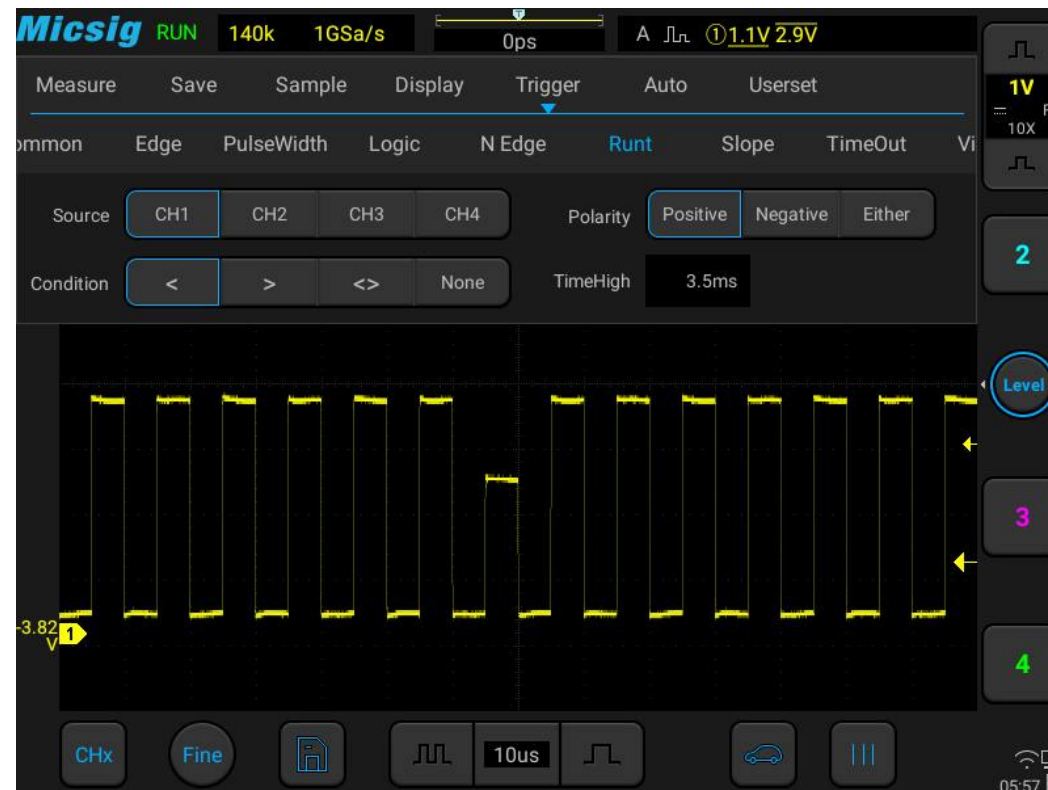 Micsig RUN 140k 1GSa/s 0ps A ①1.1V 2.9V
Measure Save Sample Display Trigger Auto Userset
ommon Edge PulseWidth Logic N Edge Runt Slope TimeOut Vi
Source CH1 CH2 CH3 CH4 Polarity Positive Negative Either
Condition < > <> None TimeHigh 3.5ms
1V
10X
2
Level
3
-3.82
V
1
4
CHx Fine 10us
05:57